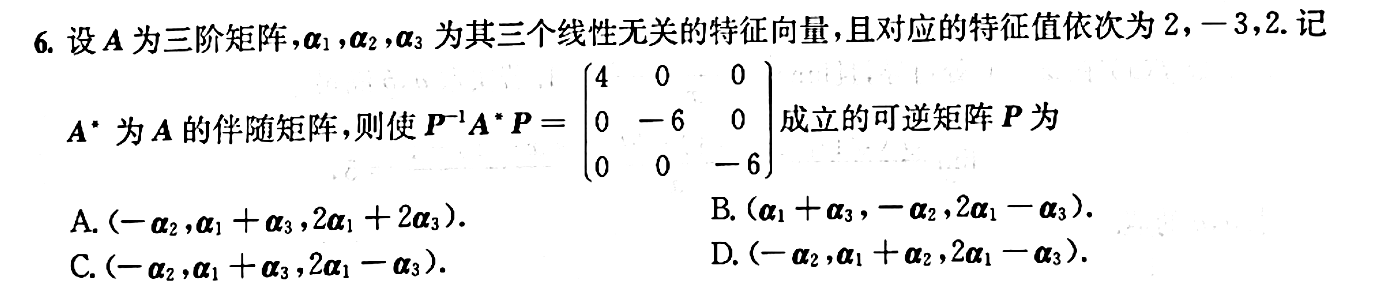 6. 设 A 为三阶矩阵,α₁,α₂,α₃ 为其三个线性无关的特征向量,且对应的特征值依次为 2,－3,2. 记
A* 为 A 的伴随矩阵,则使 P⁻¹A*P＝ [4 0 0; 0 －6 0; 0 0 －6] 成立的可逆矩阵 P 为
A. (－α₂,α₁＋α₃,2α₁＋2α₃). B. (α₁＋α₃,－α₂,2α₁－α₃).
C. (－α₂,α₁＋α₃,2α₁－α₃). D. (－α₂,α₁＋α₂,2α₁－α₃).